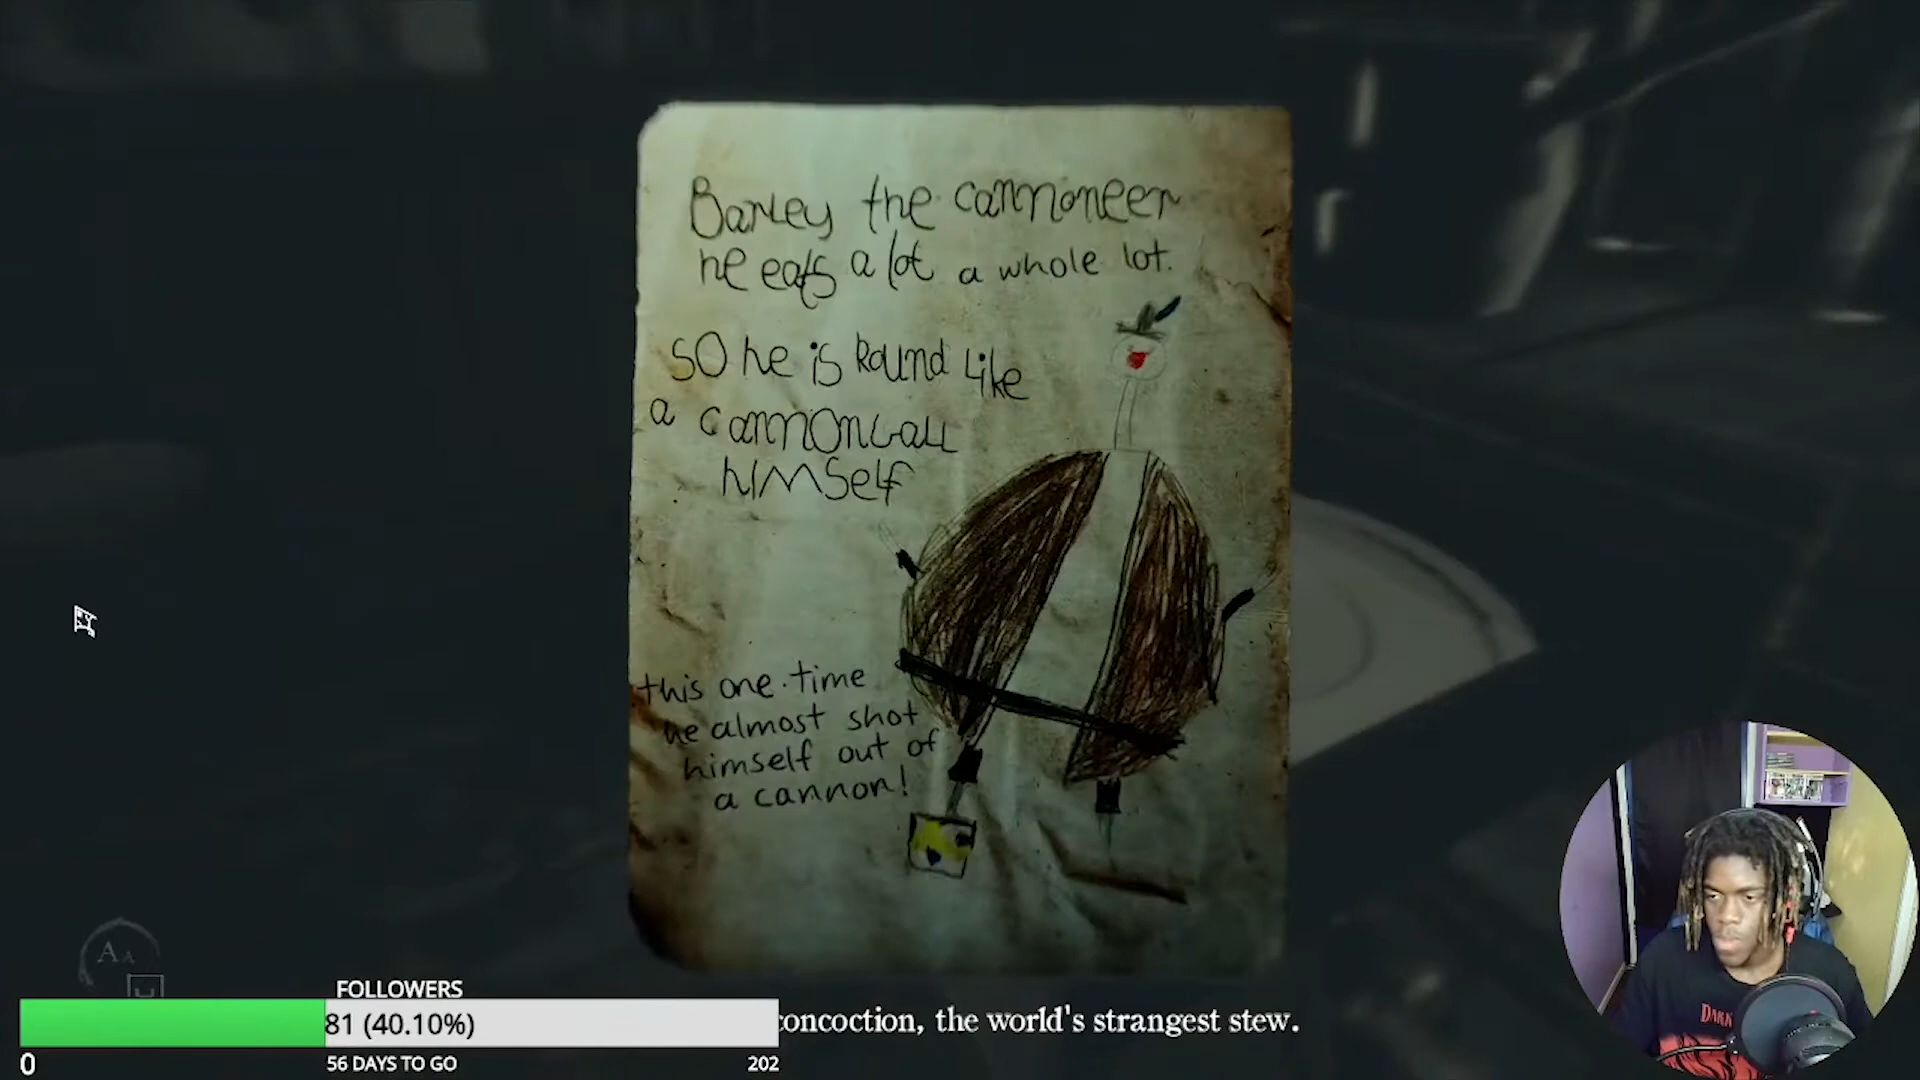 Barley the cannoneer
he eats a lot a whole lot.
so he is Round Like
a cannonball
himself
this one time
he almost shot
himself out of
a cannon!
FOLLOWERS
81 (40.10%)
0
56 DAYS TO GO
202
concoction, the world's strangest stew.
DARK